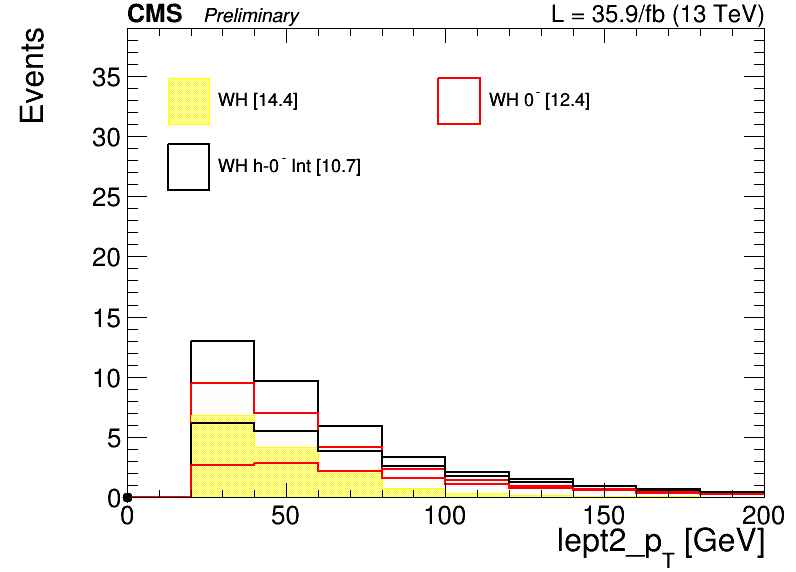 CMS Preliminary L = 35.9/fb (13 TeV)
Events
35
30
25
20
15
10
5
0
WH [14.4]
WH 0⁻ [12.4]
WH h-0⁻ Int [10.7]
0 50 100 150 200
lept2_p_T [GeV]